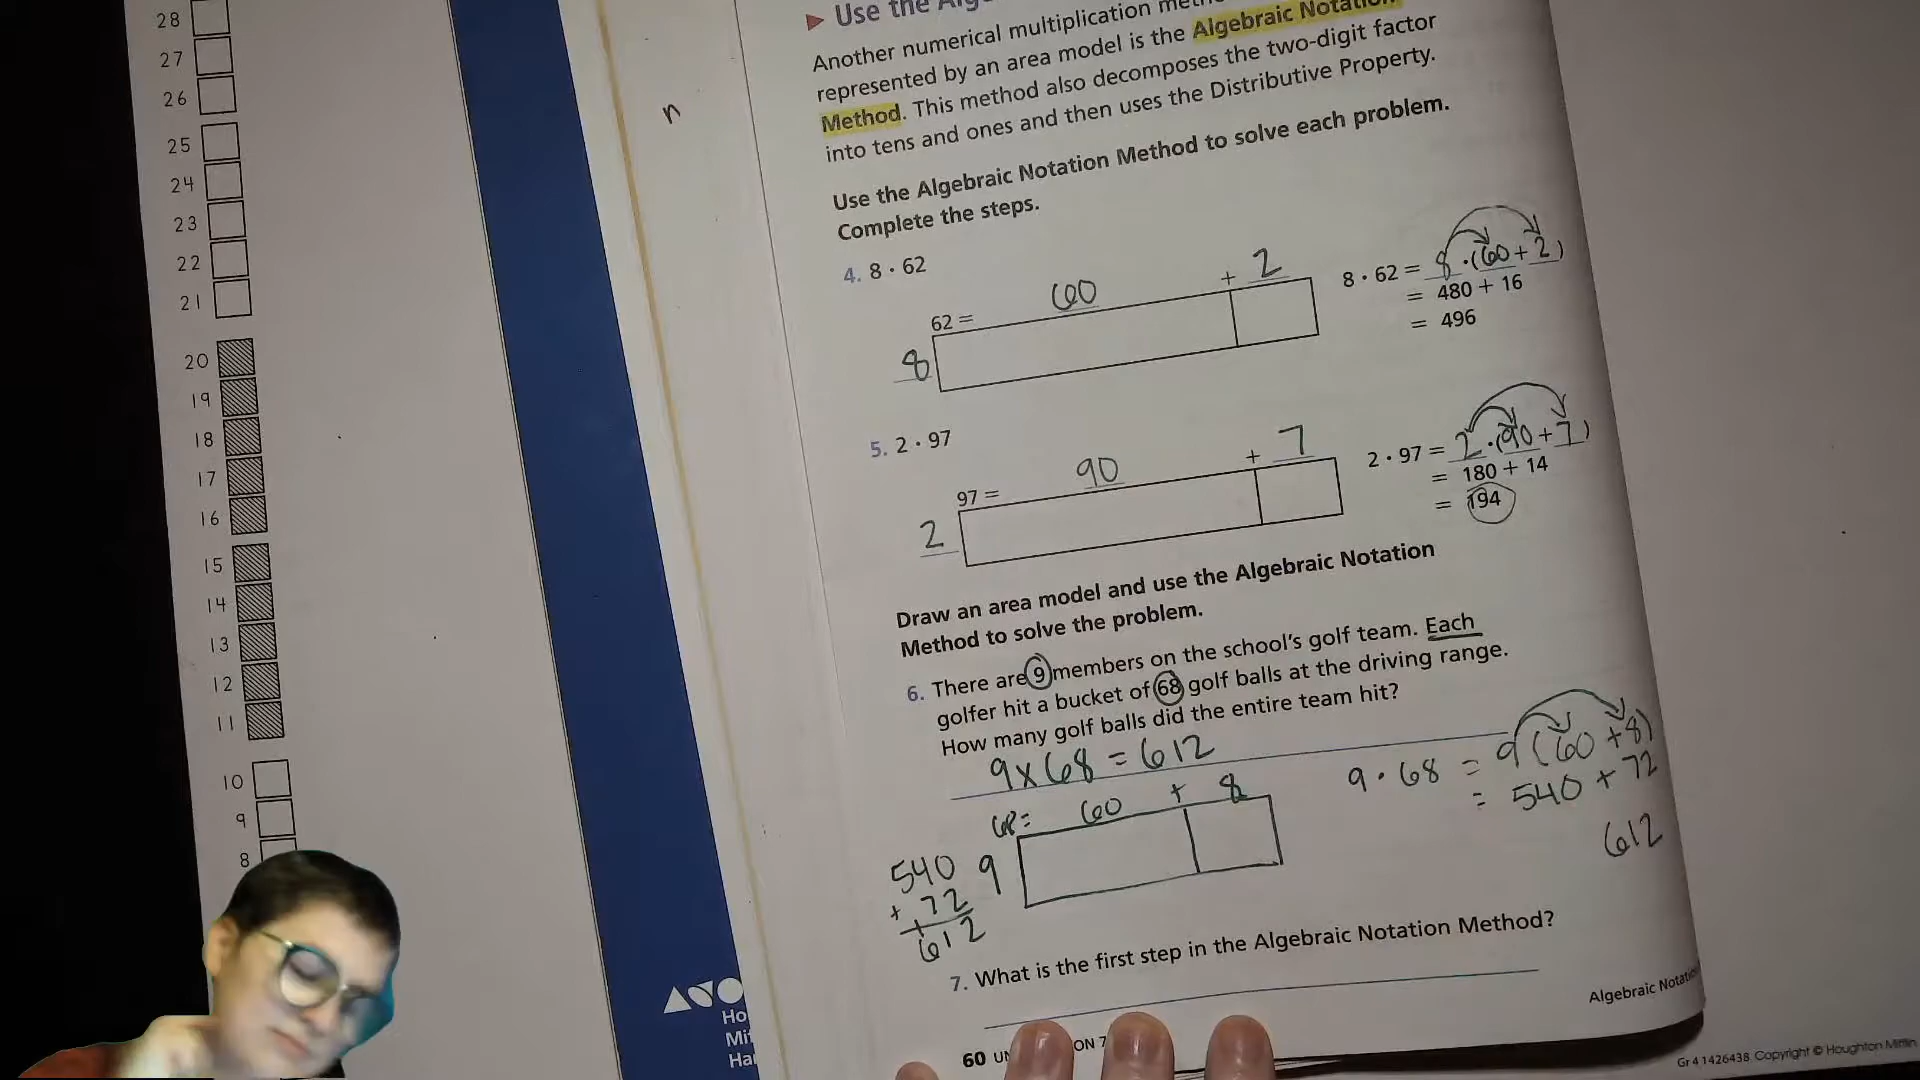 28
27
26
25
24
23
22
21
20
19
18
17
16
15
14
13
12
11
10
9
8
n
Use the
Another numerical multiplication
represented by an area model is the Algebraic Notation
Method. This method also decomposes the two-digit factor
into tens and ones and then uses the Distributive Property.
Use the Algebraic Notation Method to solve each problem.
Complete the steps.
4. 8 · 62
62 = 60 + 2
8
8 · 62 = 8 · (60 + 2)
= 480 + 16
= 496
5. 2 · 97
97 = 90 + 7
2
2 · 97 = 2 · (90 + 7)
= 180 + 14
= 194
Draw an area model and use the Algebraic Notation
Method to solve the problem.
6. There are 9 members on the school's golf team. Each
golfer hit a bucket of 68 golf balls at the driving range.
How many golf balls did the entire team hit?
9 x 68 = 612
68 = 60 + 8
9
540
+ 72
612
9 · 68 = 9 (60 + 8)
= 540 + 72
612
7. What is the first step in the Algebraic Notation Method?
60
Algebraic
Gr 4 1426438 Copyright © Houghton Mifflin